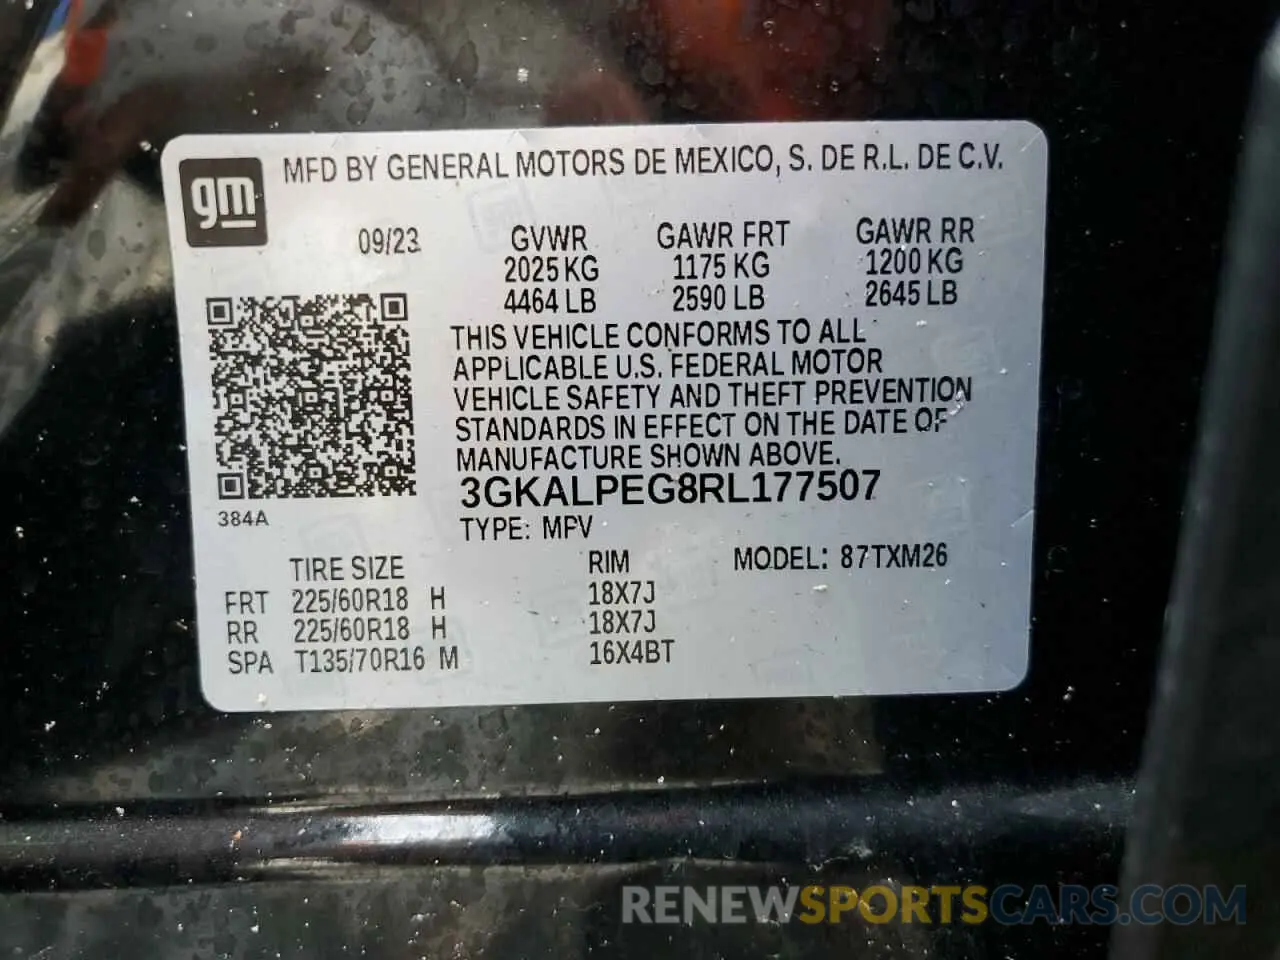 gm
MFD BY GENERAL MOTORS DE MEXICO, S. DE R.L. DE C.V.
09/23 GVWR GAWR FRT GAWR RR
2025 KG 1175 KG 1200 KG
4464 LB 2590 LB 2645 LB
THIS VEHICLE CONFORMS TO ALL
APPLICABLE U.S. FEDERAL MOTOR
VEHICLE SAFETY AND THEFT PREVENTION
STANDARDS IN EFFECT ON THE DATE OF
MANUFACTURE SHOWN ABOVE.
3GKALPEG8RL177507
384A
TYPE: MPV
TIRE SIZE RIM MODEL: 87TXM26
FRT 225/60R18 H 18X7J
RR 225/60R18 H 18X7J
SPA T135/70R16 M 16X4BT
RENEWSPORTSCARS.COM